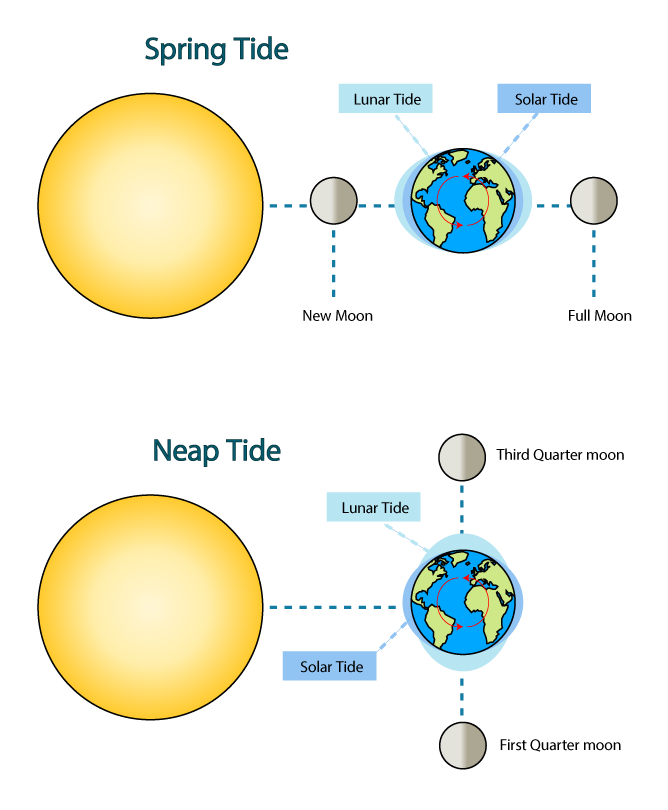 Spring Tide
Lunar Tide
Solar Tide
New Moon
Full Moon
Neap Tide
Third Quarter moon
Lunar Tide
Solar Tide
First Quarter moon